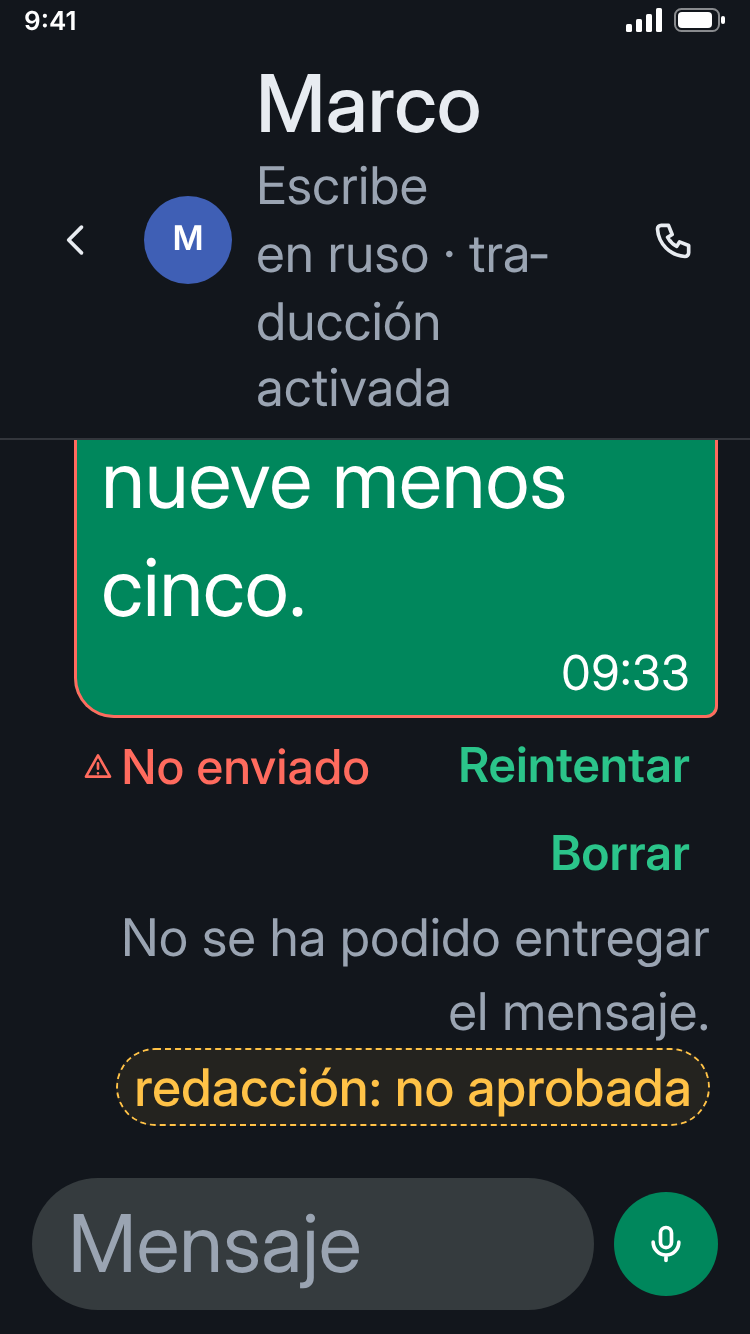 9:41
Marco
Escribe
en ruso · tra-
ducción
activada
M
nueve menos
cinco.
09:33
No enviado
Reintentar
Borrar
No se ha podido entregar
el mensaje.
redacción: no aprobada
Mensaje